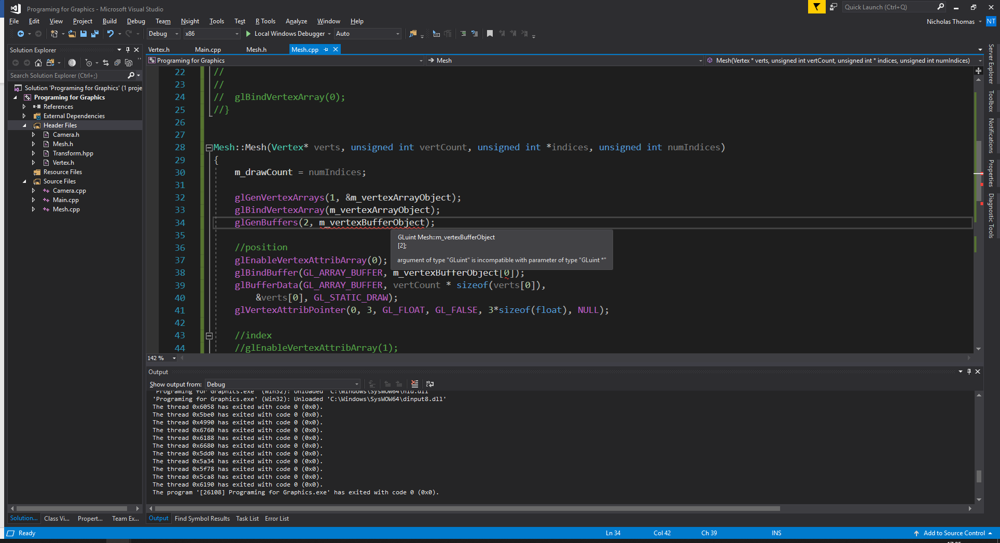 Programing for Graphics - Microsoft Visual Studio
Quick Launch (Ctrl+Q)
File Edit View Project Build Debug Team Nsight Tools Test R Tools Analyze Window Help
Nicholas Thomas NT
Debug x86 Local Windows Debugger Auto
Solution Explorer
Search Solution Explorer (Ctrl+;)
Solution 'Programing for Graphics' (1 proje
Programing for Graphics
References
External Dependencies
Header Files
Camera.h
Mesh.h
Transform.hpp
Vertex.h
Resource Files
Source Files
Camera.cpp
Main.cpp
Mesh.cpp
Solution... Class Vi... Propert... Team Ex...
Vertex.h Main.cpp Mesh.h Mesh.cpp
Programing for Graphics Mesh Mesh(Vertex * verts, unsigned int vertCount, unsigned int * indices, unsigned int numIndices)
22 //
23 //
24 // glBindVertexArray(0);
25 //}
26
27
28 Mesh::Mesh(Vertex* verts, unsigned int vertCount, unsigned int *indices, unsigned int numIndices)
29 {
30 m_drawCount = numIndices;
31
32 glGenVertexArrays(1, &m_vertexArrayObject);
33 glBindVertexArray(m_vertexArrayObject);
34 glGenBuffers(2, m_vertexBufferObject);
35
GLuint Mesh::m_vertexBufferObject
[2];
argument of type "GLuint" is incompatible with parameter of type "GLuint *"
36 //position
37 glEnableVertexAttribArray(0);
38 glBindBuffer(GL_ARRAY_BUFFER, m_vertexBufferObject[0]);
39 glBufferData(GL_ARRAY_BUFFER, vertCount * sizeof(verts[0]),
40 &verts[0], GL_STATIC_DRAW);
41 glVertexAttribPointer(0, 3, GL_FLOAT, GL_FALSE, 3*sizeof(float), NULL);
42
43 //index
44 //glEnableVertexAttribArray(1);
142 %
Server Explorer
Toolbox
Notifications
Properties
Diagnostic Tools
Output
Show output from: Debug
'Programing for Graphics.exe' (Win32): Unloaded 'C:\Windows\SysWOW64\hid.dll'
'Programing for Graphics.exe' (Win32): Unloaded 'C:\Windows\SysWOW64\dinput8.dll'
The thread 0x6058 has exited with code 0 (0x0).
The thread 0x5be0 has exited with code 0 (0x0).
The thread 0x4990 has exited with code 0 (0x0).
The thread 0x6760 has exited with code 0 (0x0).
The thread 0x6188 has exited with code 0 (0x0).
The thread 0x6680 has exited with code 0 (0x0).
The thread 0x5dd0 has exited with code 0 (0x0).
The thread 0x5a34 has exited with code 0 (0x0).
The thread 0x5f78 has exited with code 0 (0x0).
The thread 0x5ca8 has exited with code 0 (0x0).
The thread 0x6190 has exited with code 0 (0x0).
The program '[26108] Programing for Graphics.exe' has exited with code 0 (0x0).
Output Find Symbol Results Task List Error List
Ready Ln 34 Col 42 Ch 39 INS Add to Source Control